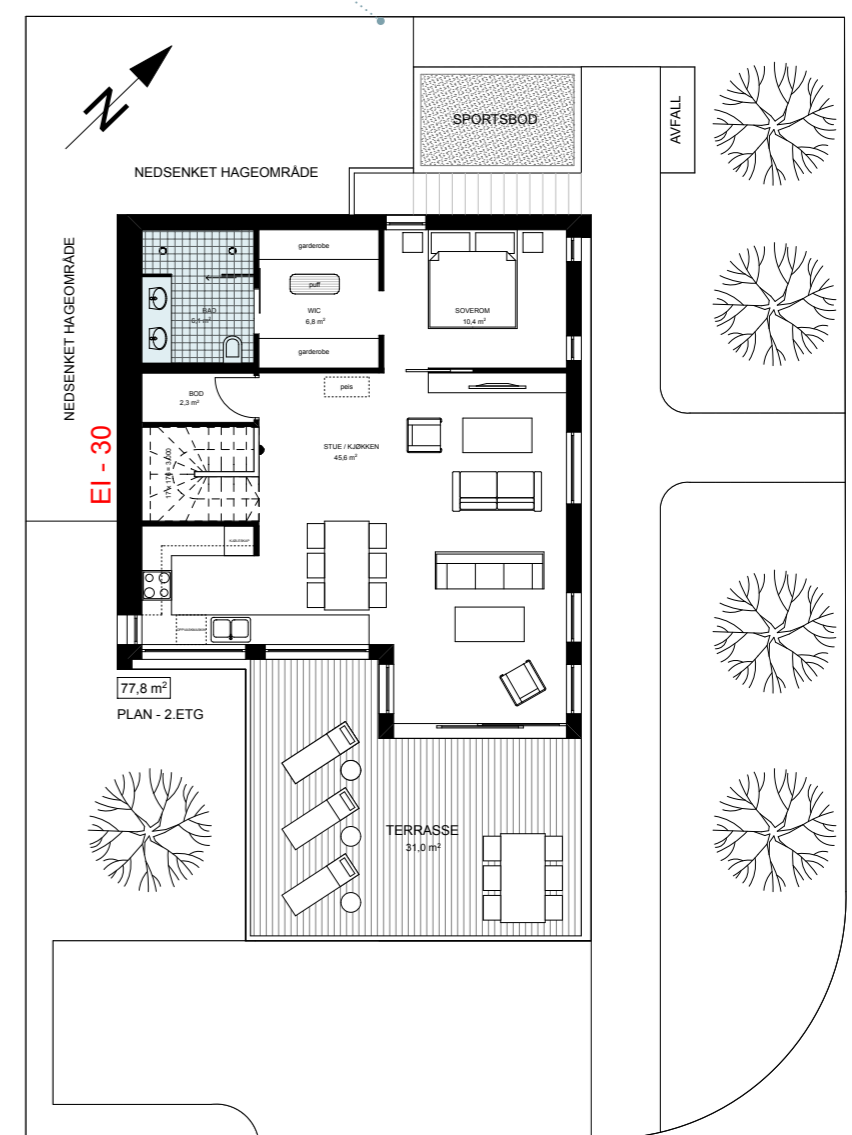 N
SPORTSBOD
AVFALL
NEDSENKET HAGEOMRÅDE
NEDSENKET HAGEOMRÅDE
garderobe
puff
BAD
WIC
6,8 m²
SOVEROM
10,4 m²
garderobe
BOD
2,3 m²
peis
STUE / KJØKKEN
45,6 m²
EI - 30
77,8 m²
PLAN - 2.ETG
TERRASSE
31,0 m²